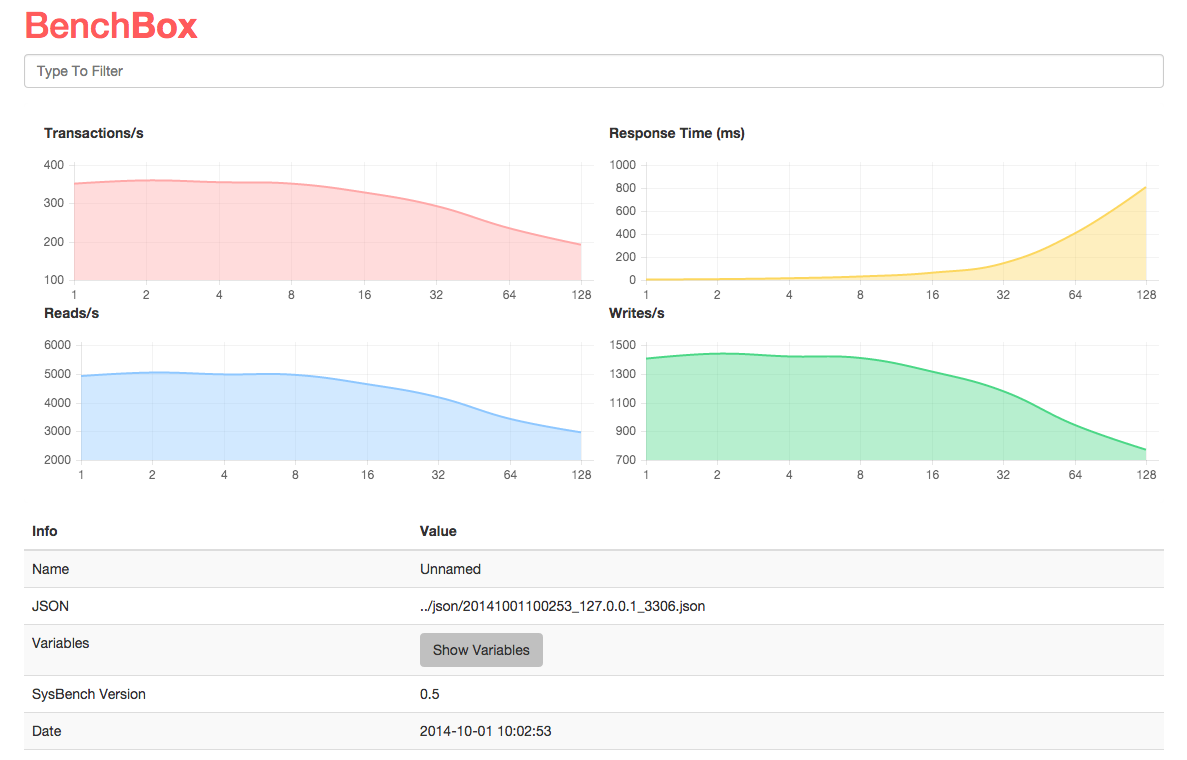 BenchBox
Type To Filter
Transactions/s
400
300
200
100
1 2 4 8 16 32 64 128
Response Time (ms)
1000
800
600
400
200
0
1 2 4 8 16 32 64 128
Reads/s
6000
5000
4000
3000
2000
1 2 4 8 16 32 64 128
Writes/s
1500
1300
1100
900
700
1 2 4 8 16 32 64 128
Info Value
Name Unnamed
JSON ../json/20141001100253_127.0.0.1_3306.json
Variables Show Variables
SysBench Version 0.5
Date 2014-10-01 10:02:53